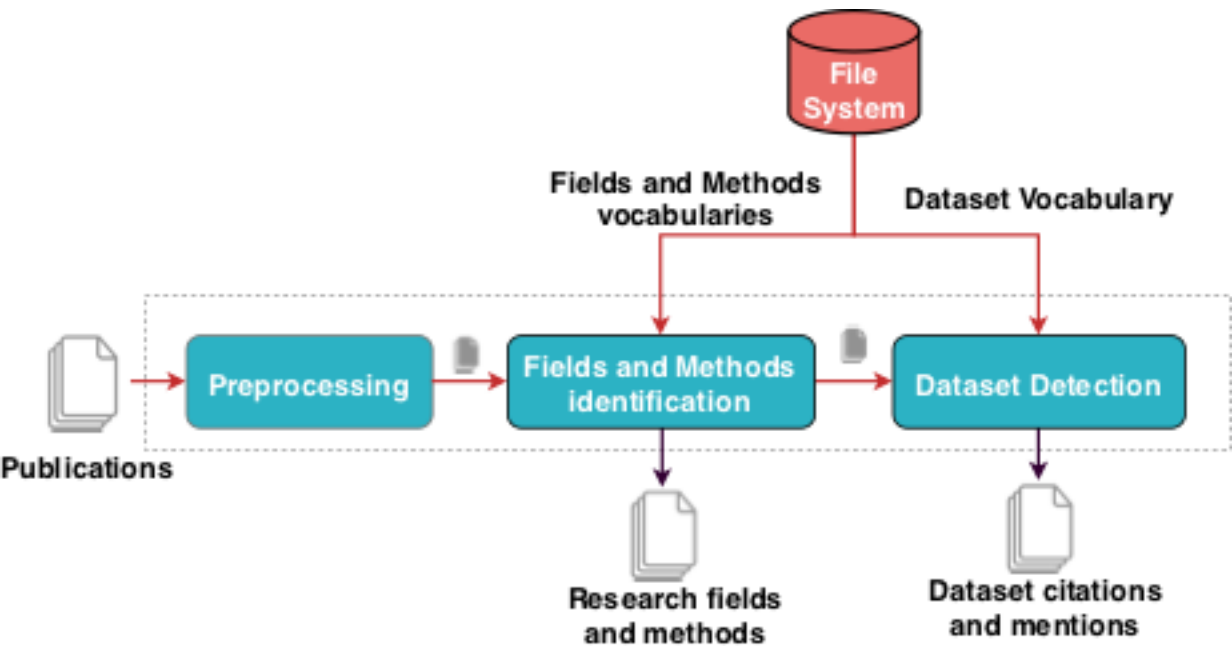 File
System
Fields and Methods
vocabularies
Dataset Vocabulary
Preprocessing
Fields and Methods
identification
Dataset Detection
Publications
Research fields
and methods
Dataset citations
and mentions